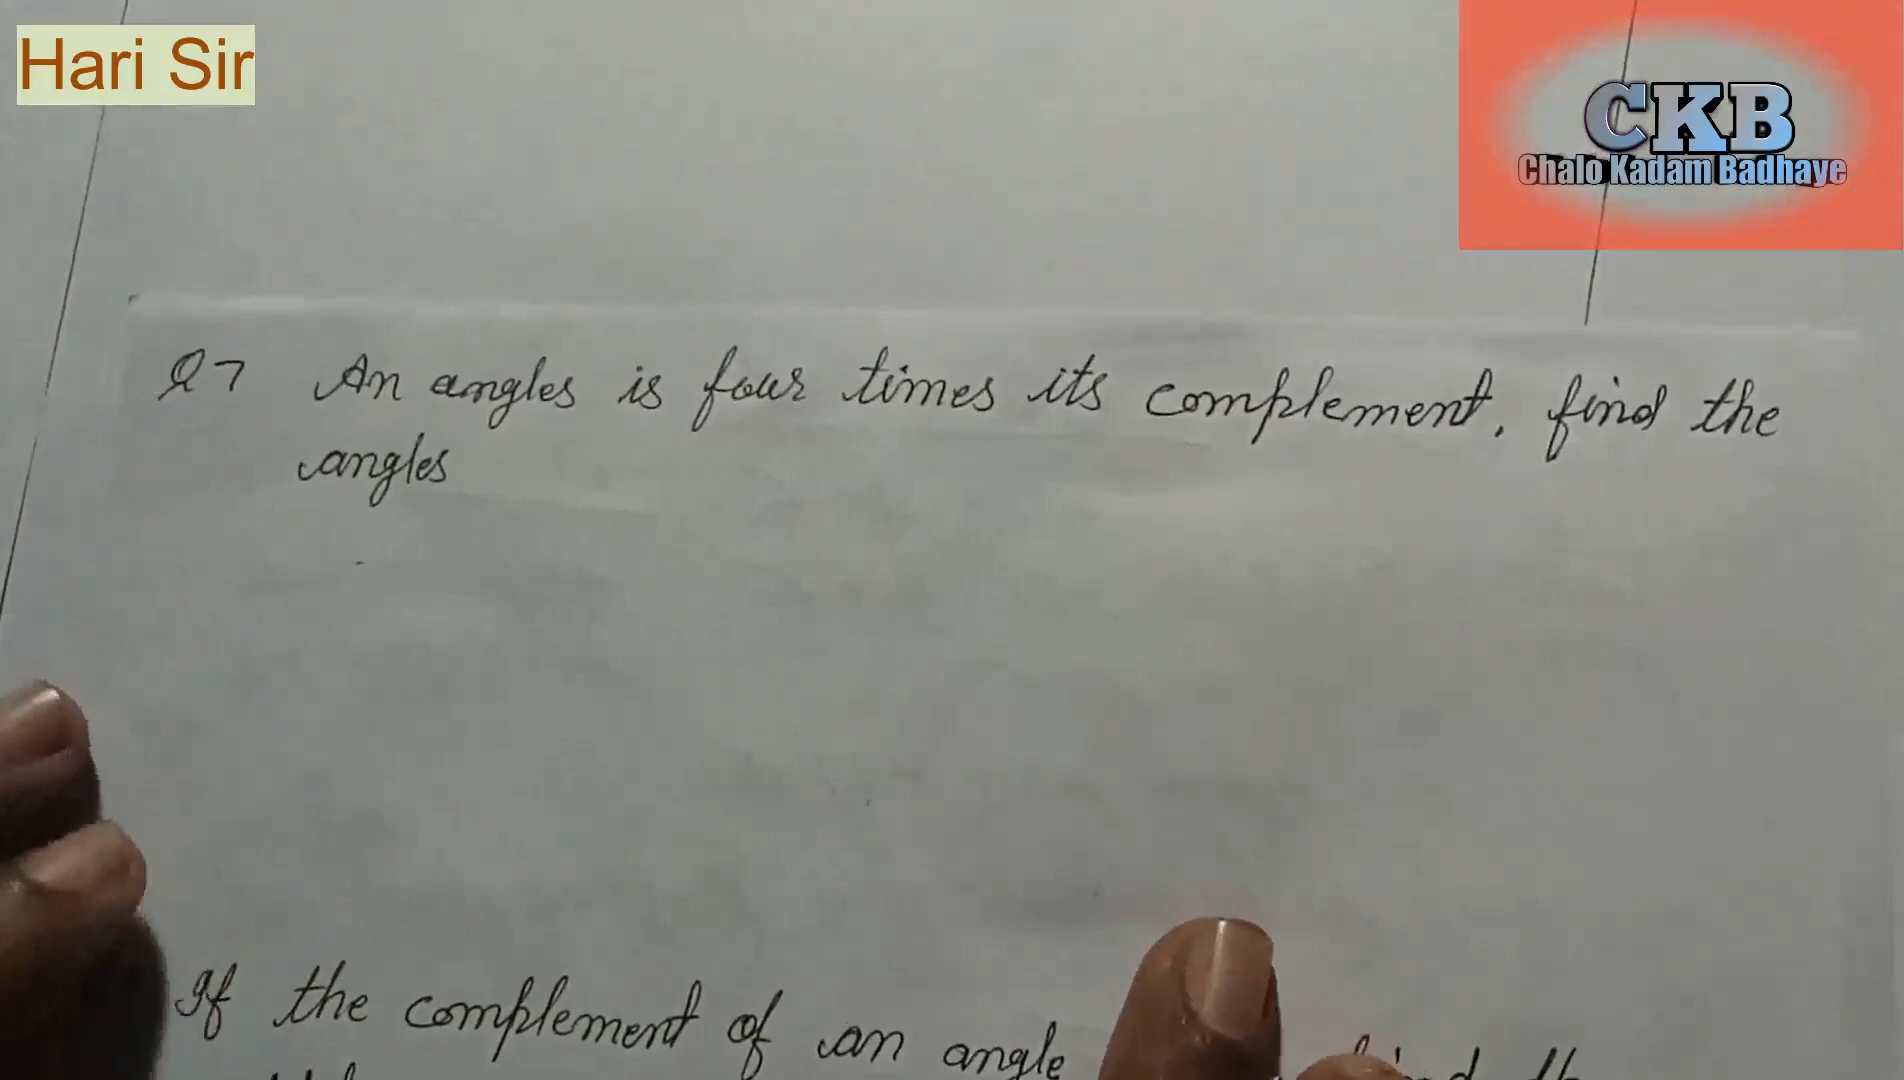 Hari Sir
CKB
Chalo Kadam Badhaye
Q7 An angles is four times its complement, find the
angles
If the complement of an angle